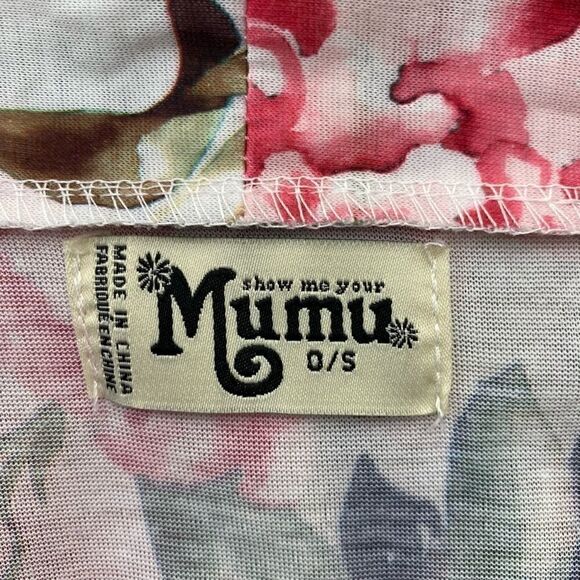 show me your
Mumu
O/S
MADE IN CHINA
FABRIQUÉ EN CHINE